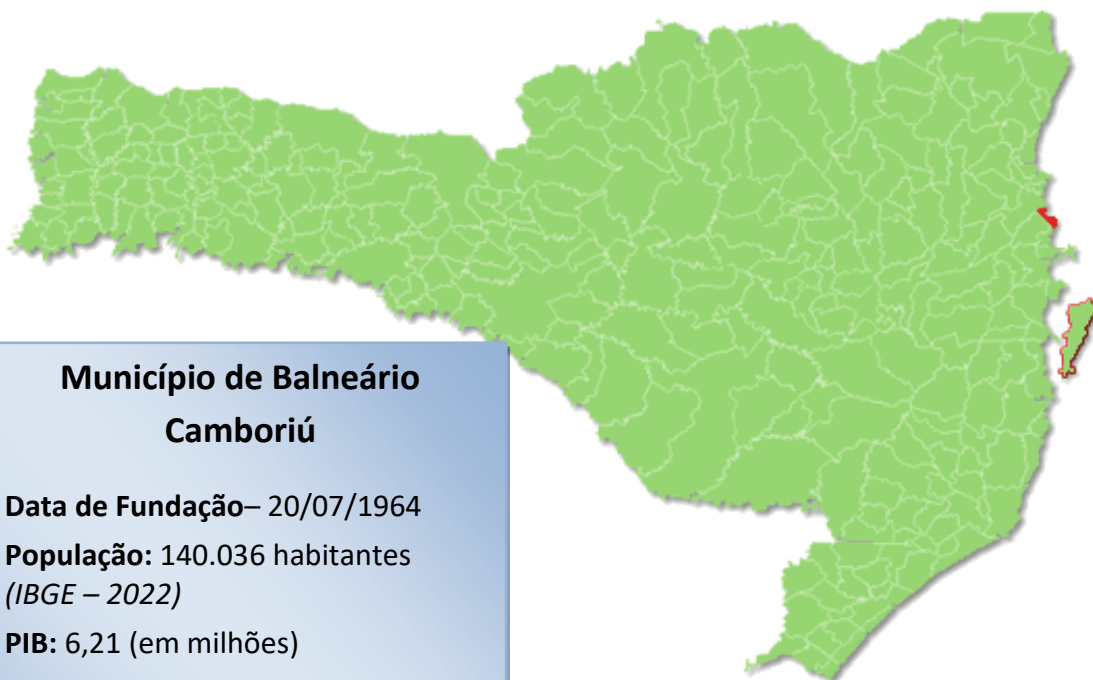 Município de Balneário
Camboriú
Data de Fundação– 20/07/1964
População: 140.036 habitantes
(IBGE – 2022)
PIB: 6,21 (em milhões)